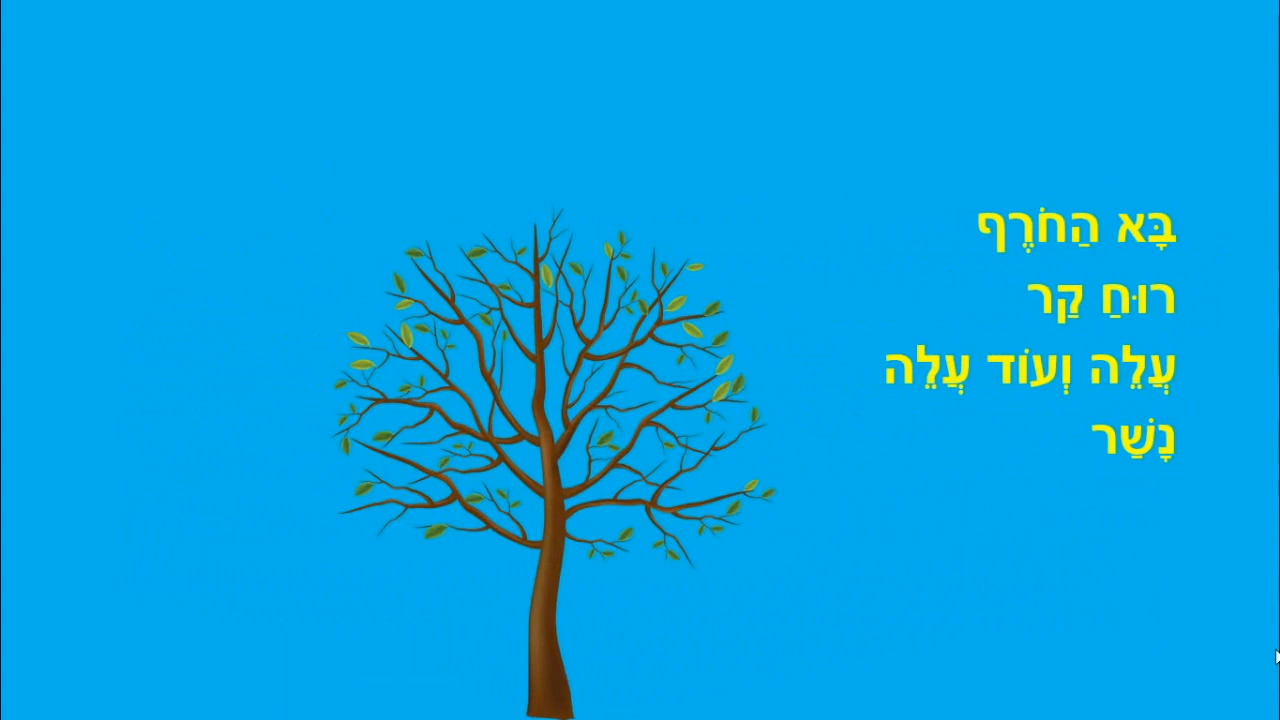 בָּא הַחֹרֶף
רוּחַ קַר
עֲלֵה וְעוֹד עֲלֵה
נָשַׁר